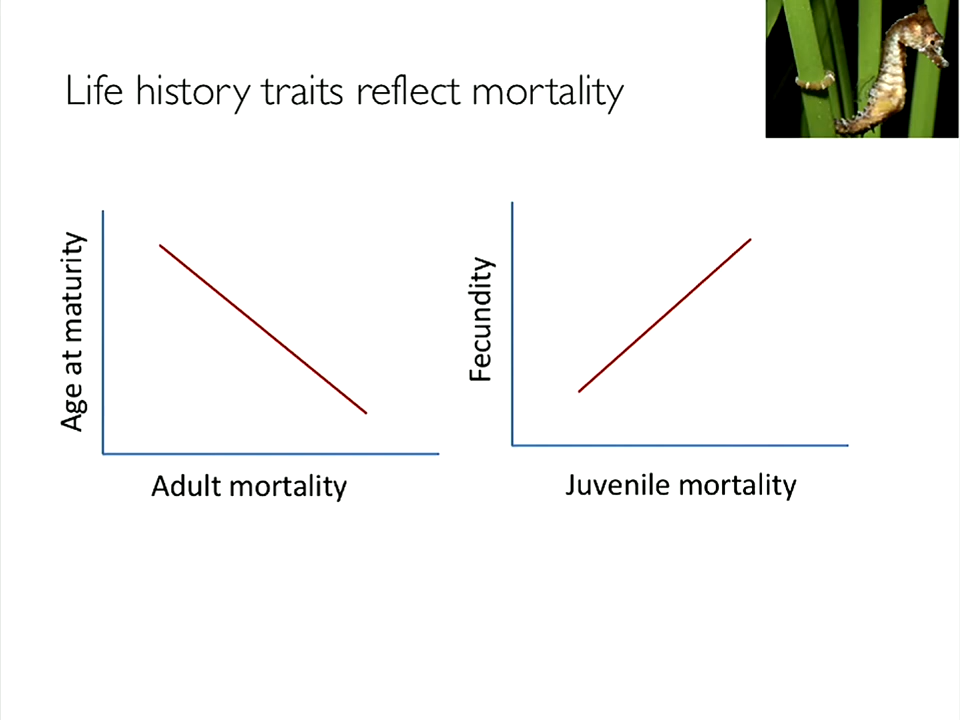 Life history traits reflect mortality
Age at maturity
Adult mortality
Fecundity
Juvenile mortality